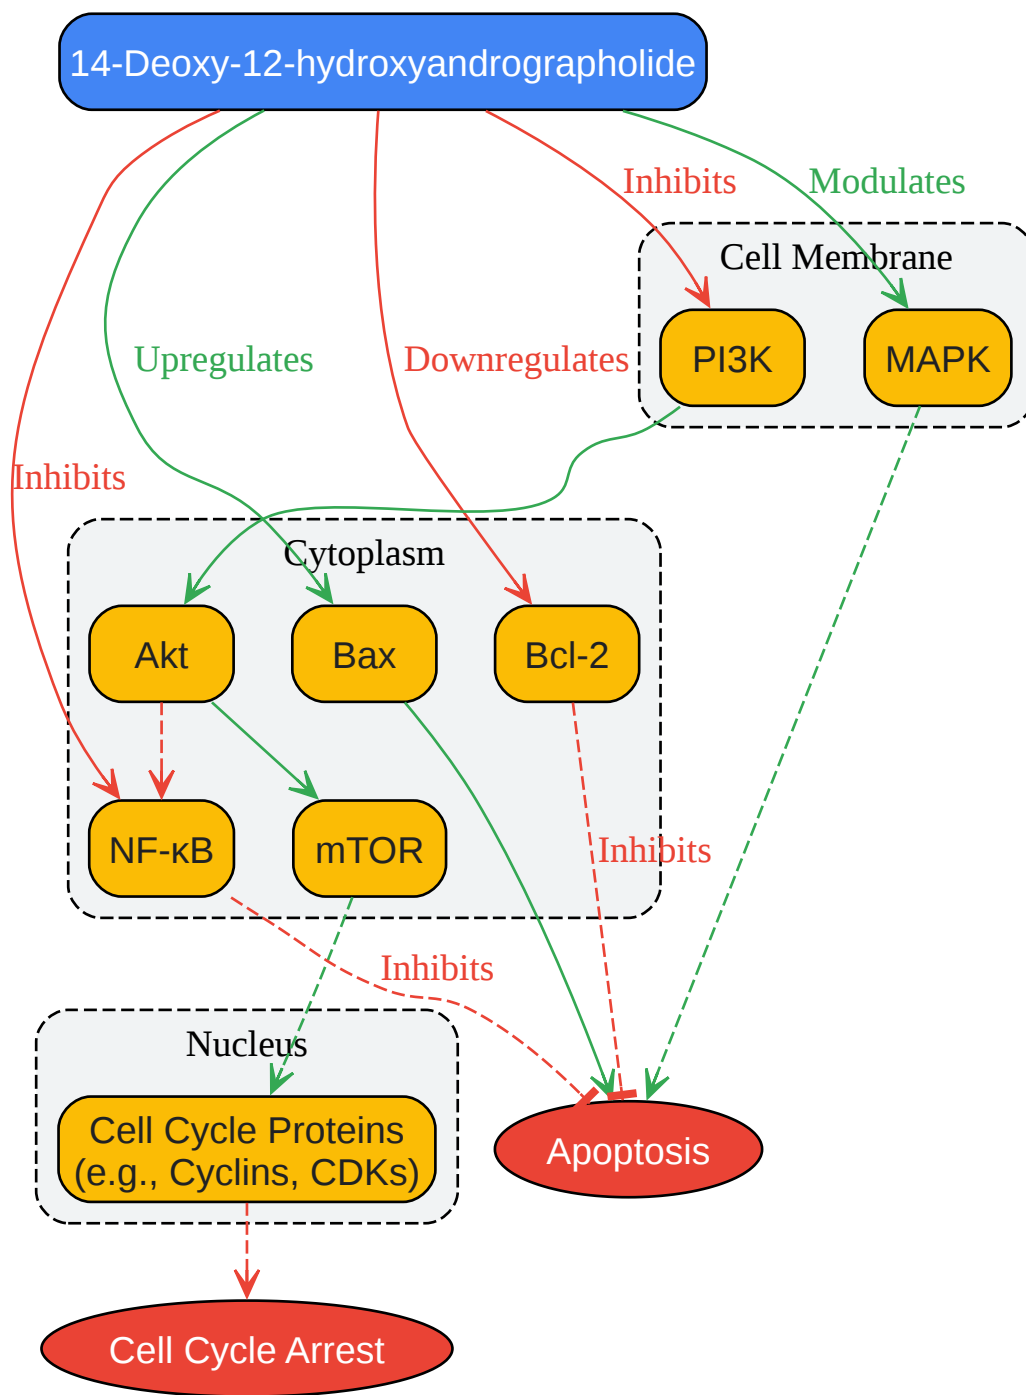 14-Deoxy-12-hydroxyandrographolide
Inhibits
Modulates
Cell Membrane
Upregulates
Downregulates
PI3K
MAPK
Inhibits
Cytoplasm
Akt
Bax
Bcl-2
NF-κB
mTOR
Inhibits
Inhibits
Nucleus
Cell Cycle Proteins
(e.g., Cyclins, CDKs)
Apoptosis
Cell Cycle Arrest